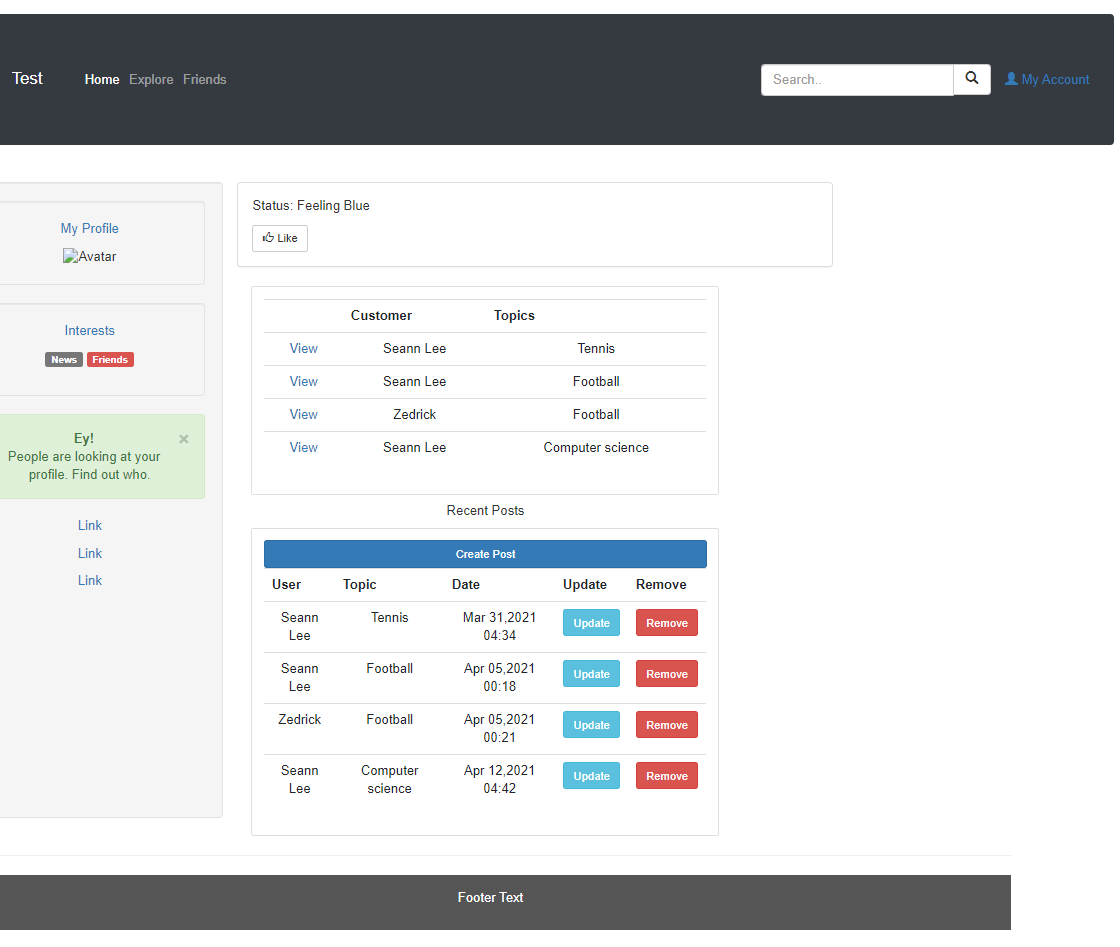 Test Home Explore Friends Search.. My Account
My Profile
Avatar
Interests
News Friends
Ey! ×
People are looking at your
profile. Find out who.
Link
Link
Link
Status: Feeling Blue
Like
Customer Topics
View Seann Lee Tennis
View Seann Lee Football
View Zedrick Football
View Seann Lee Computer science
Recent Posts
Create Post
User Topic Date Update Remove
Seann Tennis Mar 31,2021 Update Remove
Lee 04:34
Seann Football Apr 05,2021 Update Remove
Lee 00:18
Zedrick Football Apr 05,2021 Update Remove
00:21
Seann Computer Apr 12,2021 Update Remove
Lee science 04:42
Footer Text